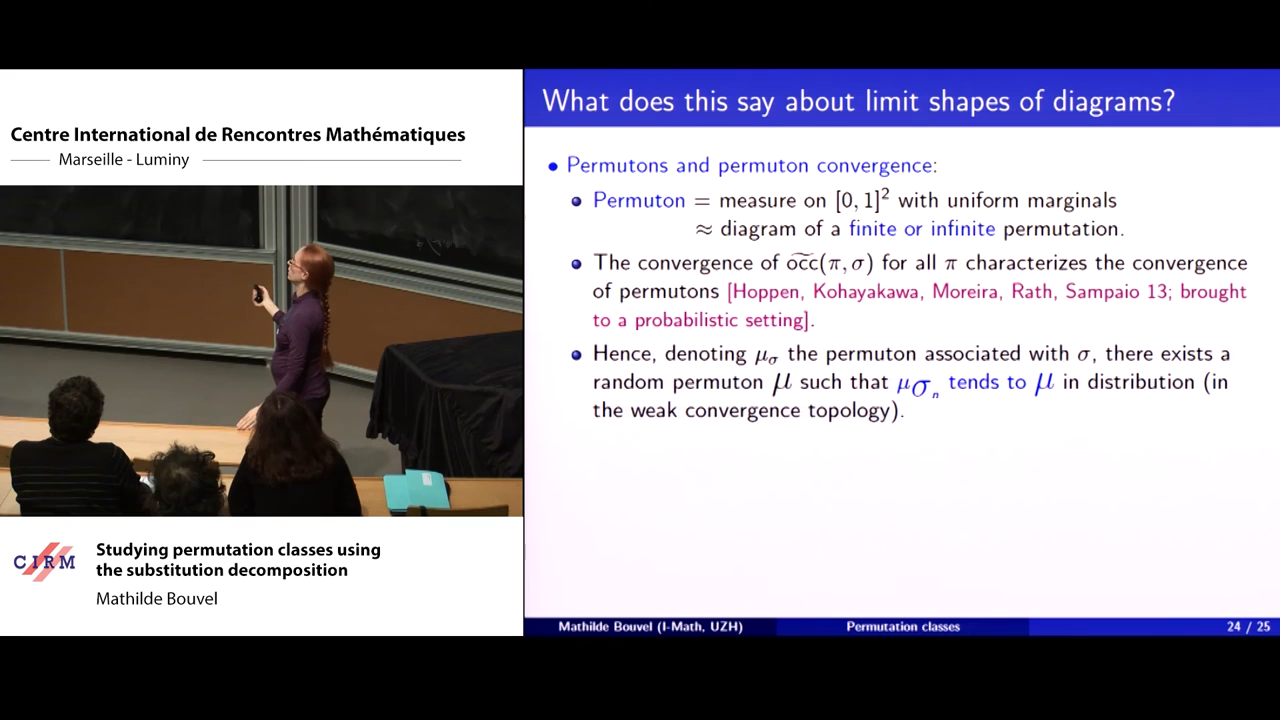 Centre International de Rencontres Mathématiques
Marseille - Luminy
CIRM
Studying permutation classes using
the substitution decomposition
Mathilde Bouvel
What does this say about limit shapes of diagrams?
• Permutons and permuton convergence:
• Permuton = measure on [0, 1]² with uniform marginals
≈ diagram of a finite or infinite permutation.
• The convergence of õcc(π, σ) for all π characterizes the convergence
of permutons [Hoppen, Kohayakawa, Moreira, Rath, Sampaio 13; brought
to a probabilistic setting].
• Hence, denoting μ_σ the permuton associated with σ, there exists a
random permuton μ such that μ_σ_n tends to μ in distribution (in
the weak convergence topology).
Mathilde Bouvel (I-Math, UZH) Permutation classes 24 / 25